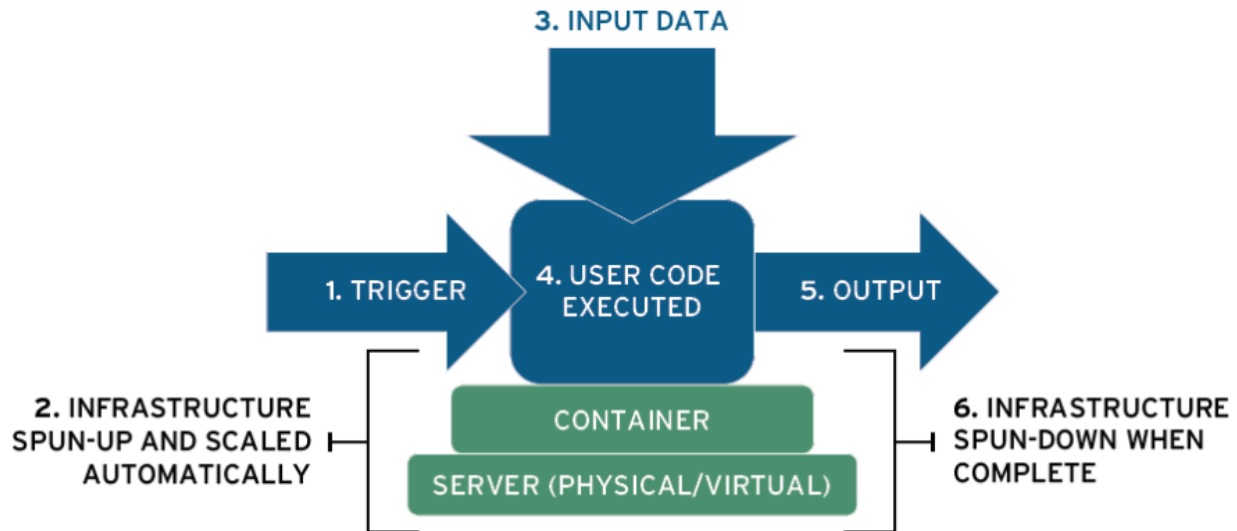 3. INPUT DATA
1. TRIGGER
4. USER CODE
EXECUTED
5. OUTPUT
2. INFRASTRUCTURE
SPUN-UP AND SCALED
AUTOMATICALLY
CONTAINER
SERVER (PHYSICAL/VIRTUAL)
6. INFRASTRUCTURE
SPUN-DOWN WHEN
COMPLETE